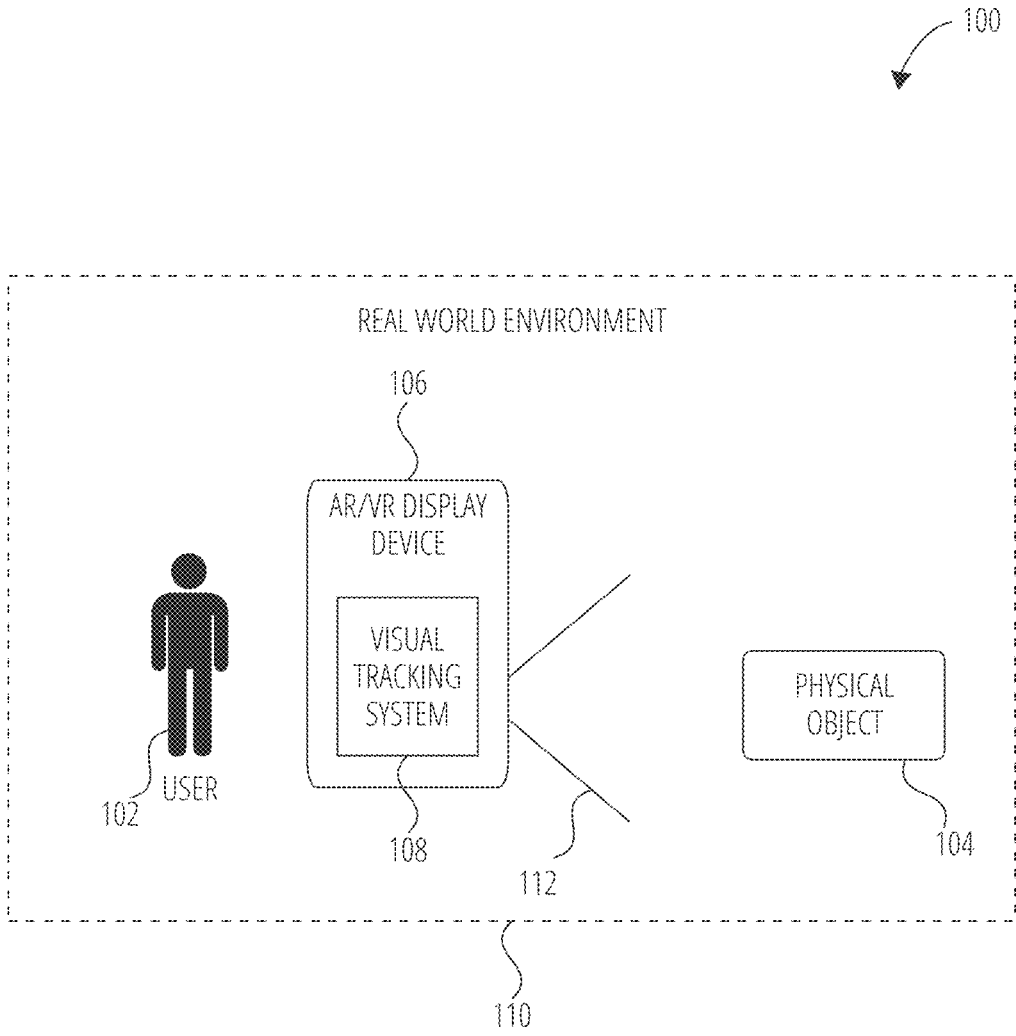 100
REAL WORLD ENVIRONMENT
106
AR/VR DISPLAY
DEVICE
VISUAL
TRACKING
SYSTEM
PHYSICAL
OBJECT
USER
102
108
104
112
110